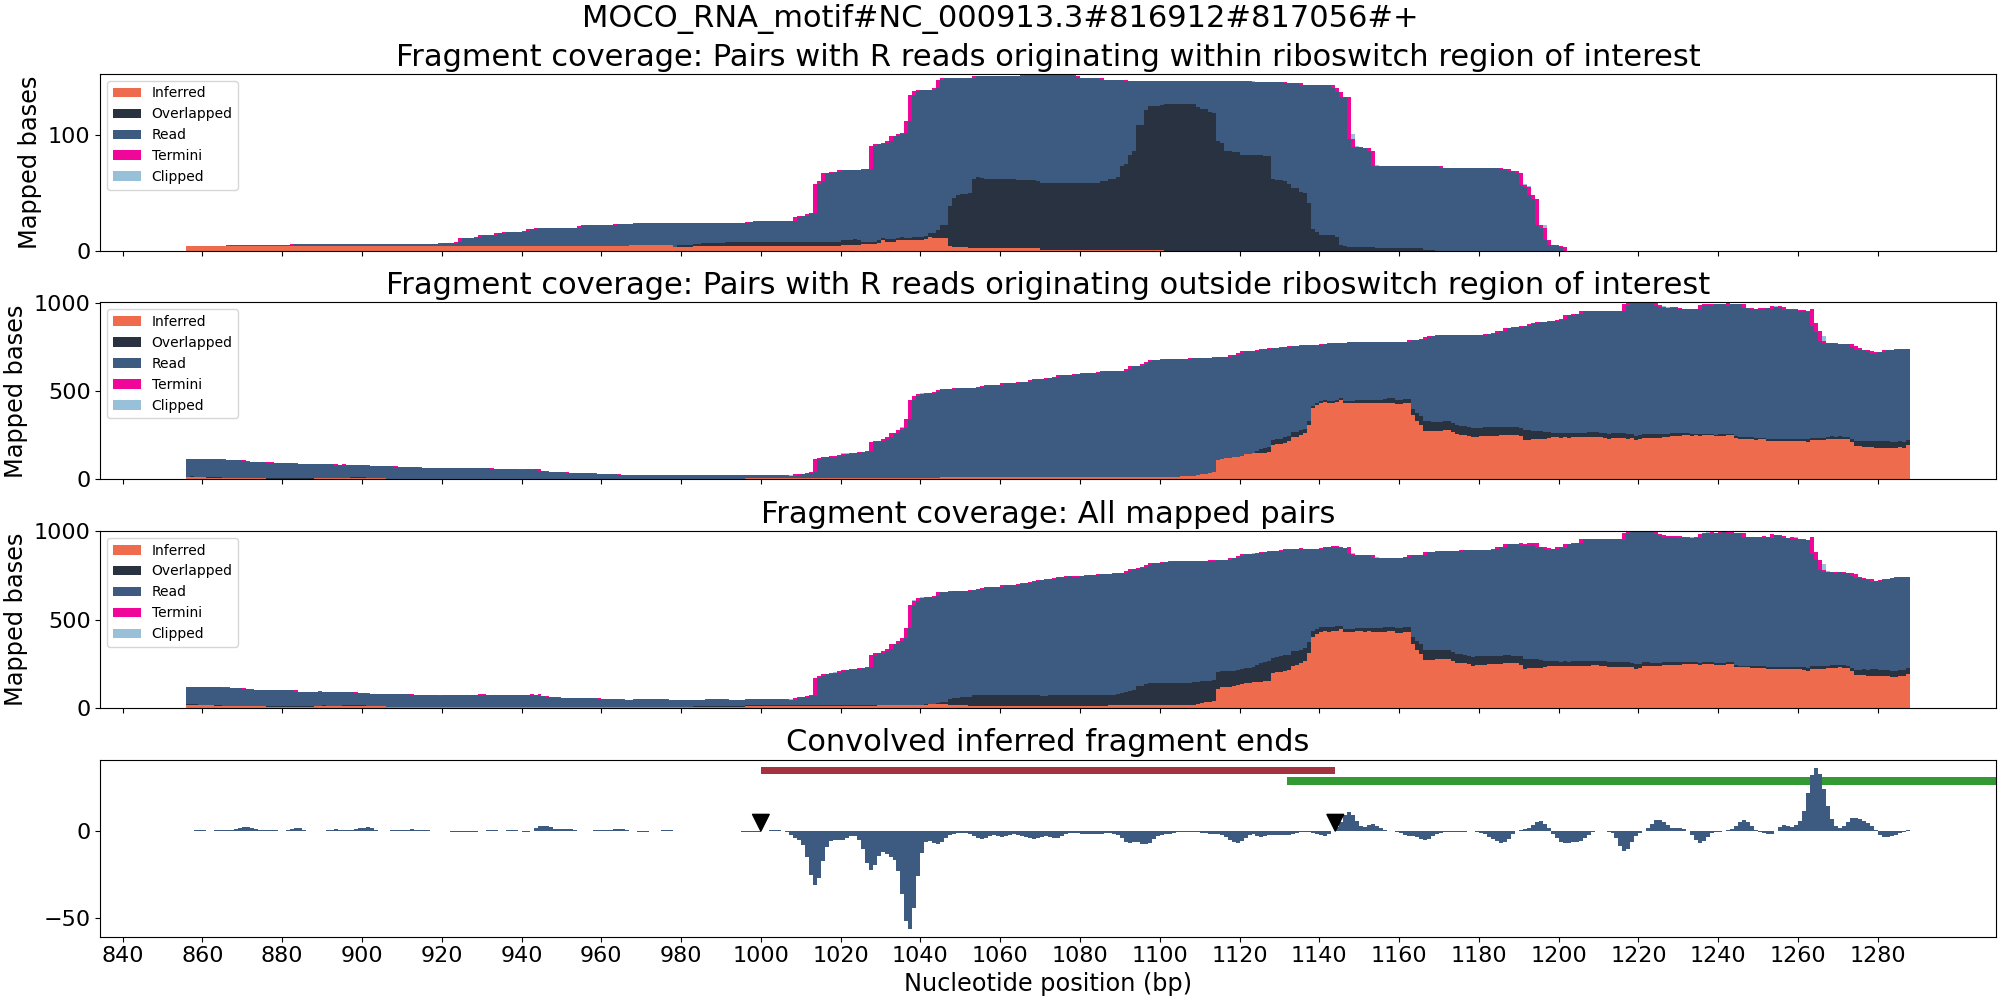 MOCO_RNA_motif#NC_000913.3#816912#817056#+
Fragment coverage: Pairs with R reads originating within riboswitch region of interest
Mapped bases
100
0
Inferred
Overlapped
Read
Termini
Clipped
Fragment coverage: Pairs with R reads originating outside riboswitch region of interest
Mapped bases
1000
500
0
Inferred
Overlapped
Read
Termini
Clipped
Fragment coverage: All mapped pairs
Mapped bases
1000
500
0
Inferred
Overlapped
Read
Termini
Clipped
Convolved inferred fragment ends
0
−50
840 860 880 900 920 940 960 980 1000 1020 1040 1060 1080 1100 1120 1140 1160 1180 1200 1220 1240 1260 1280
Nucleotide position (bp)